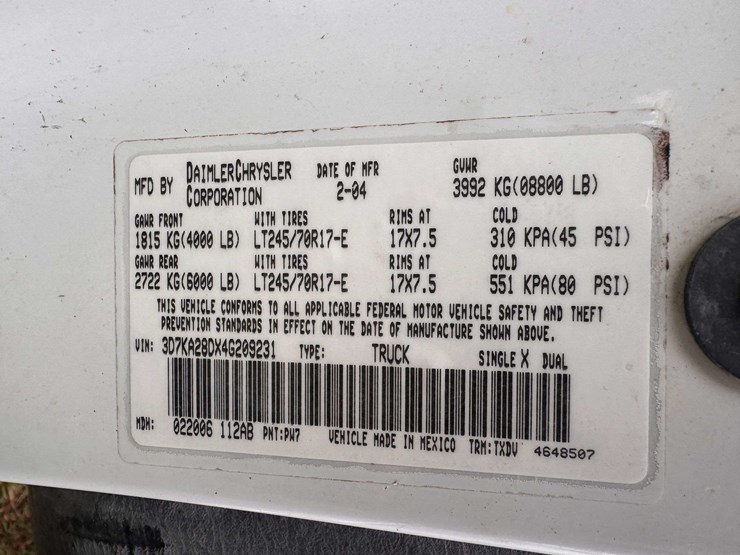 MFD BY DAIMLERCHRYSLER CORPORATION DATE OF MFR 2-04 GVWR 3992 KG(08800 LB)
GAWR FRONT WITH TIRES RIMS AT COLD
1815 KG(4000 LB) LT245/70R17-E 17X7.5 310 KPA(45 PSI)
GAWR REAR WITH TIRES RIMS AT COLD
2722 KG(6000 LB) LT245/70R17-E 17X7.5 551 KPA(80 PSI)
THIS VEHICLE CONFORMS TO ALL APPLICABLE FEDERAL MOTOR VEHICLE SAFETY AND THEFT
PREVENTION STANDARDS IN EFFECT ON THE DATE OF MANUFACTURE SHOWN ABOVE.
VIN: 3D7KA28DX4G209231 TYPE: TRUCK SINGLE X DUAL
MDH: 022006 112AB PNT:PW7 VEHICLE MADE IN MEXICO TRM:TXDV 4648507